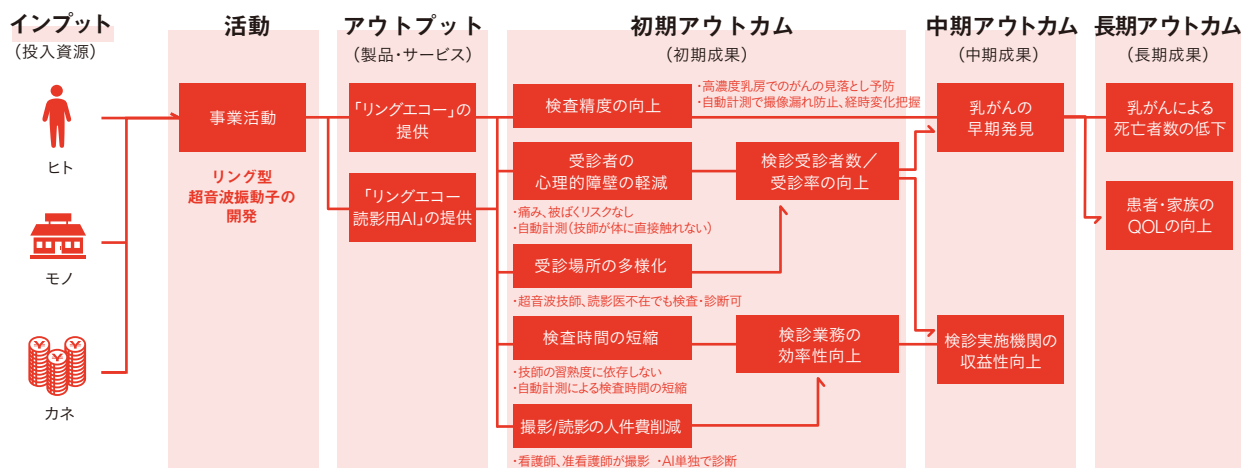 インプット
（投入資源）
ヒト
モノ
カネ
活動
事業活動
リング型
超音波振動子の
開発
アウトプット
（製品・サービス）
「リングエコー」の
提供
「リングエコー
読影用AI」の提供
初期アウトカム
（初期成果）
検査精度の向上
・高濃度乳房でのがんの見落とし予防
・自動計測で撮像漏れ防止、経時変化把握
受診者の
心理的障壁の軽減
・痛み、被ばくリスクなし
・自動計測（技師が体に直接触れない）
検診受診者数／
受診率の向上
受診場所の多様化
・超音波技師、読影医不在でも検査・診断可
検査時間の短縮
・技師の習熟度に依存しない
・自動計測による検査時間の短縮
検診業務の
効率性向上
撮影/読影の人件費削減
・看護師、准看護師が撮影 ・AI単独で診断
中期アウトカム
（中期成果）
乳がんの
早期発見
検診実施機関の
収益性向上
長期アウトカム
（長期成果）
乳がんによる
死亡者数の低下
患者・家族の
QOLの向上